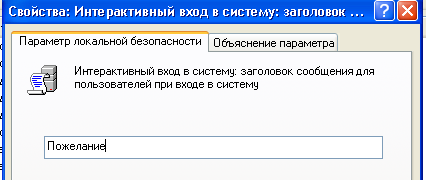 Свойства: Интерактивный вход в систему: заголовок ...
Параметр локальной безопасности Объяснение параметра
Интерактивный вход в систему: заголовок сообщения для
пользователей при входе в систему
Пожелание